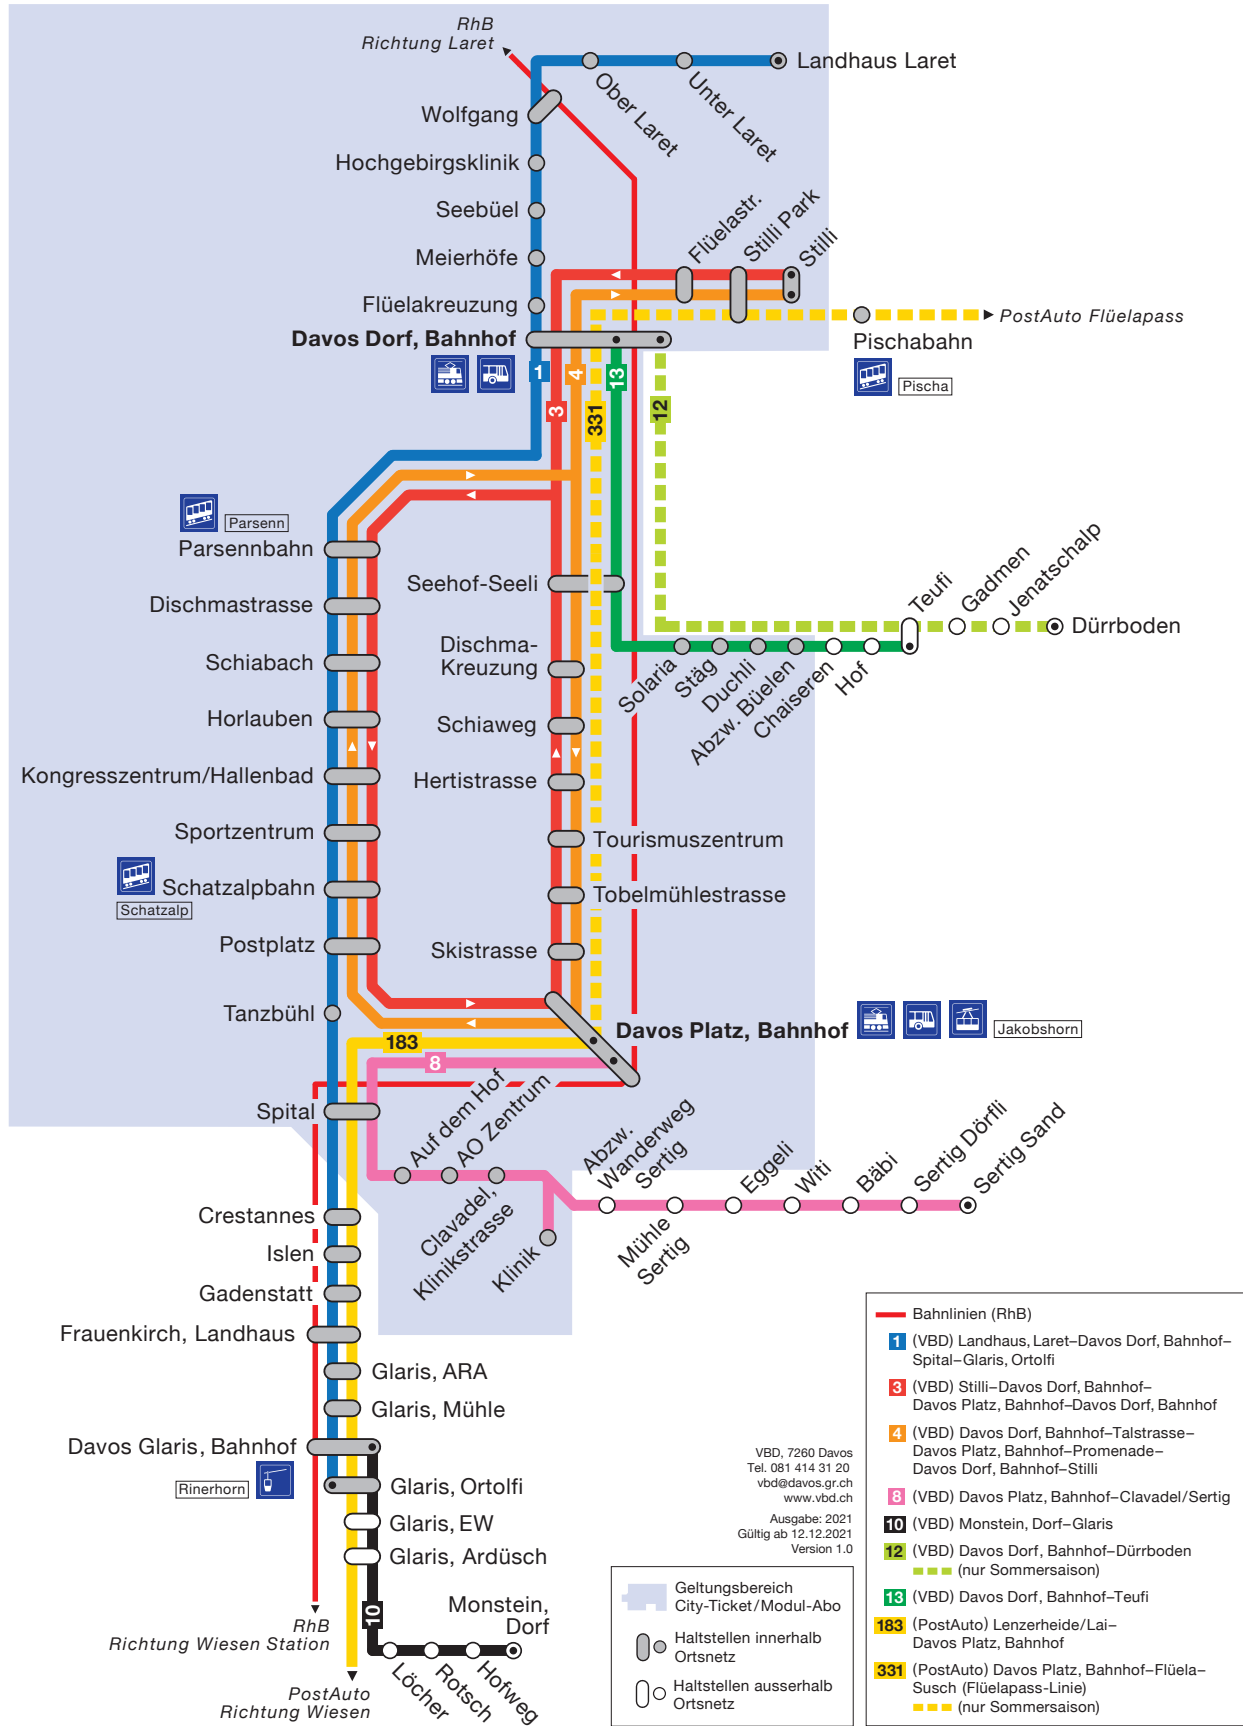 RhB
Richtung Laret
Landhaus Laret
Ober Laret
Unter Laret
Wolfgang
Hochgebirgsklinik
Seebüel
Meierhöfe
Flüelakreuzung
Flüelastr.
Stilli Park
Stilli
Davos Dorf, Bahnhof
PostAuto Flüelapass
Pischabahn
Pischa
1
3
4
331
13
12
Parsenn
Parsennbahn
Dischmastrasse
Schiabach
Horlauben
Kongresszentrum/Hallenbad
Sportzentrum
Schatzalpbahn
Schatzalp
Postplatz
Tanzbühl
Seehof-Seeli
Dischma-
Kreuzung
Schiaweg
Hertistrasse
Tourismuszentrum
Tobelmühlestrasse
Skistrasse
Solaria
Stäg
Duchli
Abzw. Büelen
Chaiseren
Hof
Teufi
Gadmen
Jenatschalp
Dürrboden
Davos Platz, Bahnhof
Jakobshorn
183
8
Spital
Auf dem Hof
AO Zentrum
Clavadel,
Klinikstrasse
Klinik
Abzw.
Wanderweg
Sertig
Mühle
Sertig
Eggeli
Witi
Bäbi
Sertig Dörfli
Sertig Sand
Crestannes
Islen
Gadenstatt
Frauenkirch, Landhaus
Glaris, ARA
Glaris, Mühle
Davos Glaris, Bahnhof
Rinerhorn
Glaris, Ortolfi
Glaris, EW
Glaris, Ardüsch
10
Monstein,
Dorf
Löcher
Rotsch
Hofweg
RhB
Richtung Wiesen Station
PostAuto
Richtung Wiesen
VBD, 7260 Davos
Tel. 081 414 31 20
vbd@davos.gr.ch
www.vbd.ch
Ausgabe: 2021
Gültig ab 12.12.2021
Version 1.0
Geltungsbereich
City-Ticket/Modul-Abo
Haltstellen innerhalb
Ortsnetz
Haltstellen ausserhalb
Ortsnetz
Bahnlinien (RhB)
1 (VBD) Landhaus, Laret–Davos Dorf, Bahnhof–
Spital–Glaris, Ortolfi
3 (VBD) Stilli–Davos Dorf, Bahnhof–
Davos Platz, Bahnhof–Davos Dorf, Bahnhof
4 (VBD) Davos Dorf, Bahnhof–Talstrasse–
Davos Platz, Bahnhof–Promenade–
Davos Dorf, Bahnhof–Stilli
8 (VBD) Davos Platz, Bahnhof–Clavadel/Sertig
10 (VBD) Monstein, Dorf–Glaris
12 (VBD) Davos Dorf, Bahnhof–Dürrboden
(nur Sommersaison)
13 (VBD) Davos Dorf, Bahnhof–Teufi
183 (PostAuto) Lenzerheide/Lai–
Davos Platz, Bahnhof
331 (PostAuto) Davos Platz, Bahnhof–Flüela–
Susch (Flüelapass-Linie)
(nur Sommersaison)